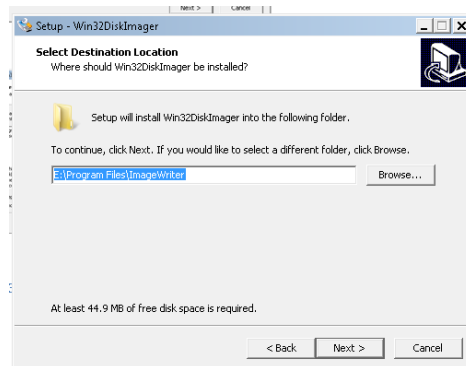 Next >
Cancel
Setup - Win32DiskImager
Select Destination Location
Where should Win32DiskImager be installed?
Setup will install Win32DiskImager into the following folder.
To continue, click Next. If you would like to select a different folder, click Browse.
E:\Program Files\ImageWriter
Browse...
At least 44.9 MB of free disk space is required.
< Back
Next >
Cancel